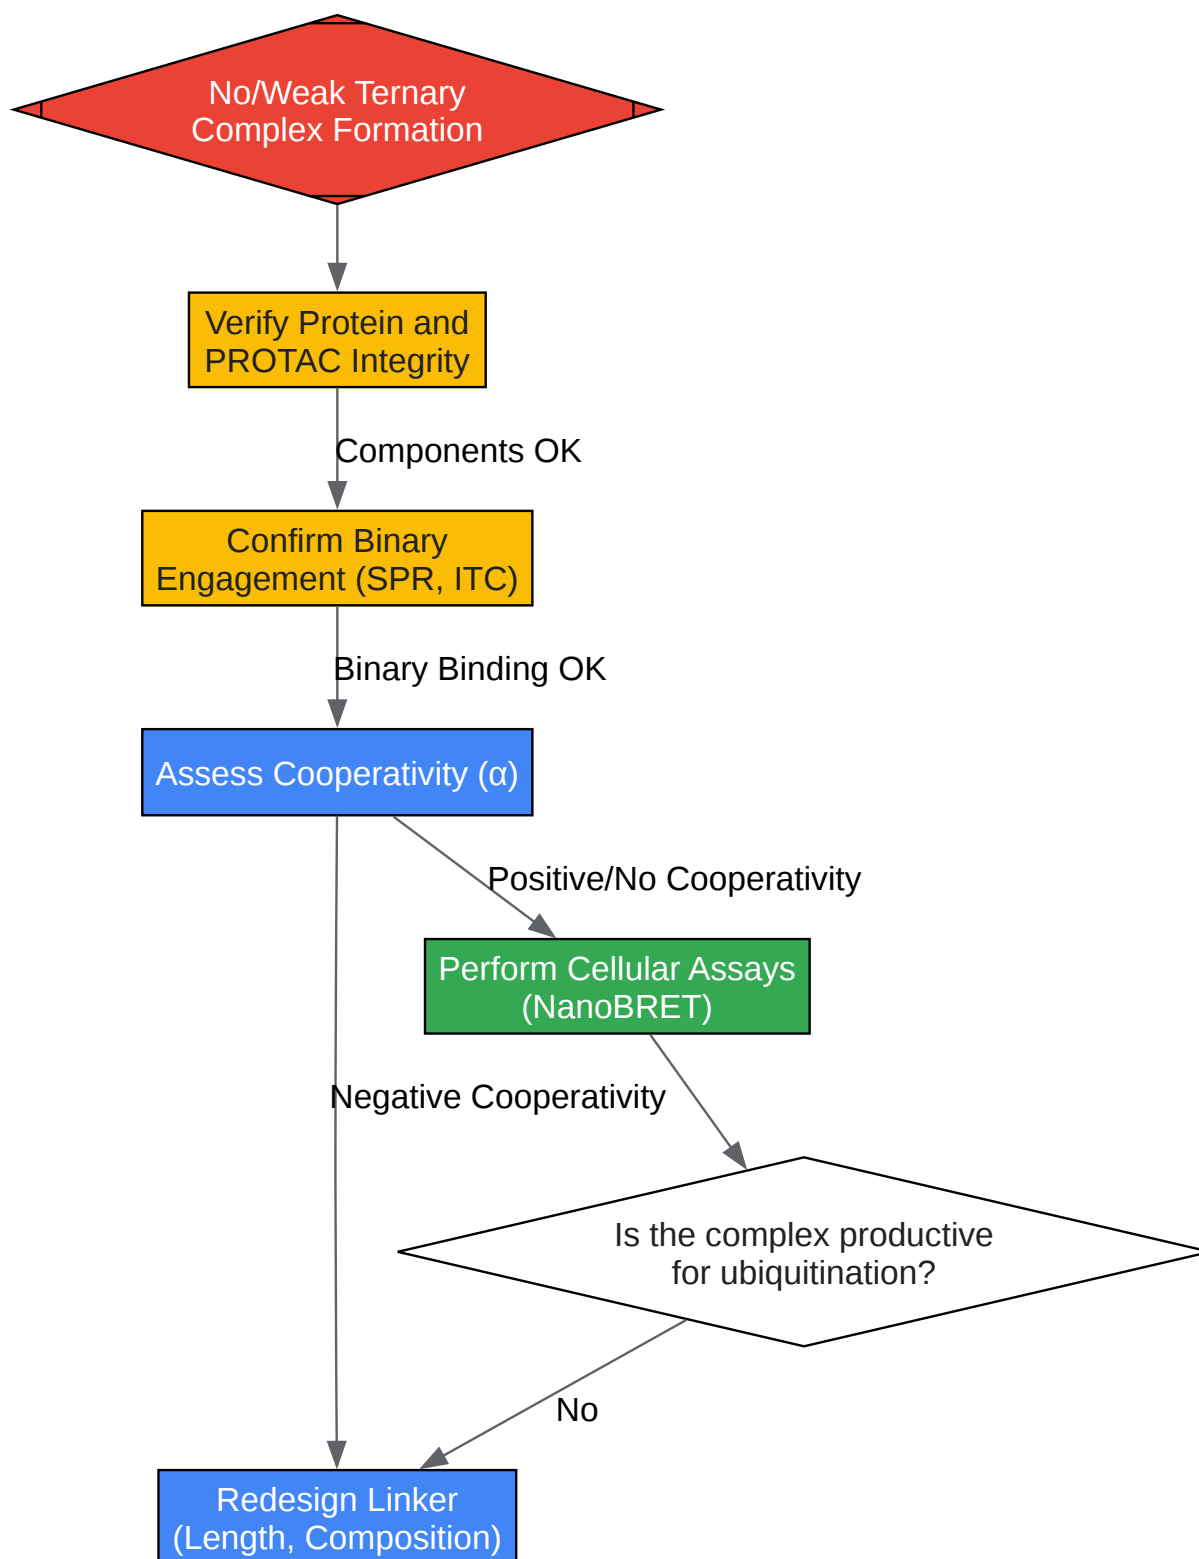 No/Weak Ternary
Complex Formation
Verify Protein and
PROTAC Integrity
Components OK
Confirm Binary
Engagement (SPR, ITC)
Binary Binding OK
Assess Cooperativity (α)
Positive/No Cooperativity
Perform Cellular Assays
(NanoBRET)
Negative Cooperativity
Is the complex productive
for ubiquitination?
No
Redesign Linker
(Length, Composition)